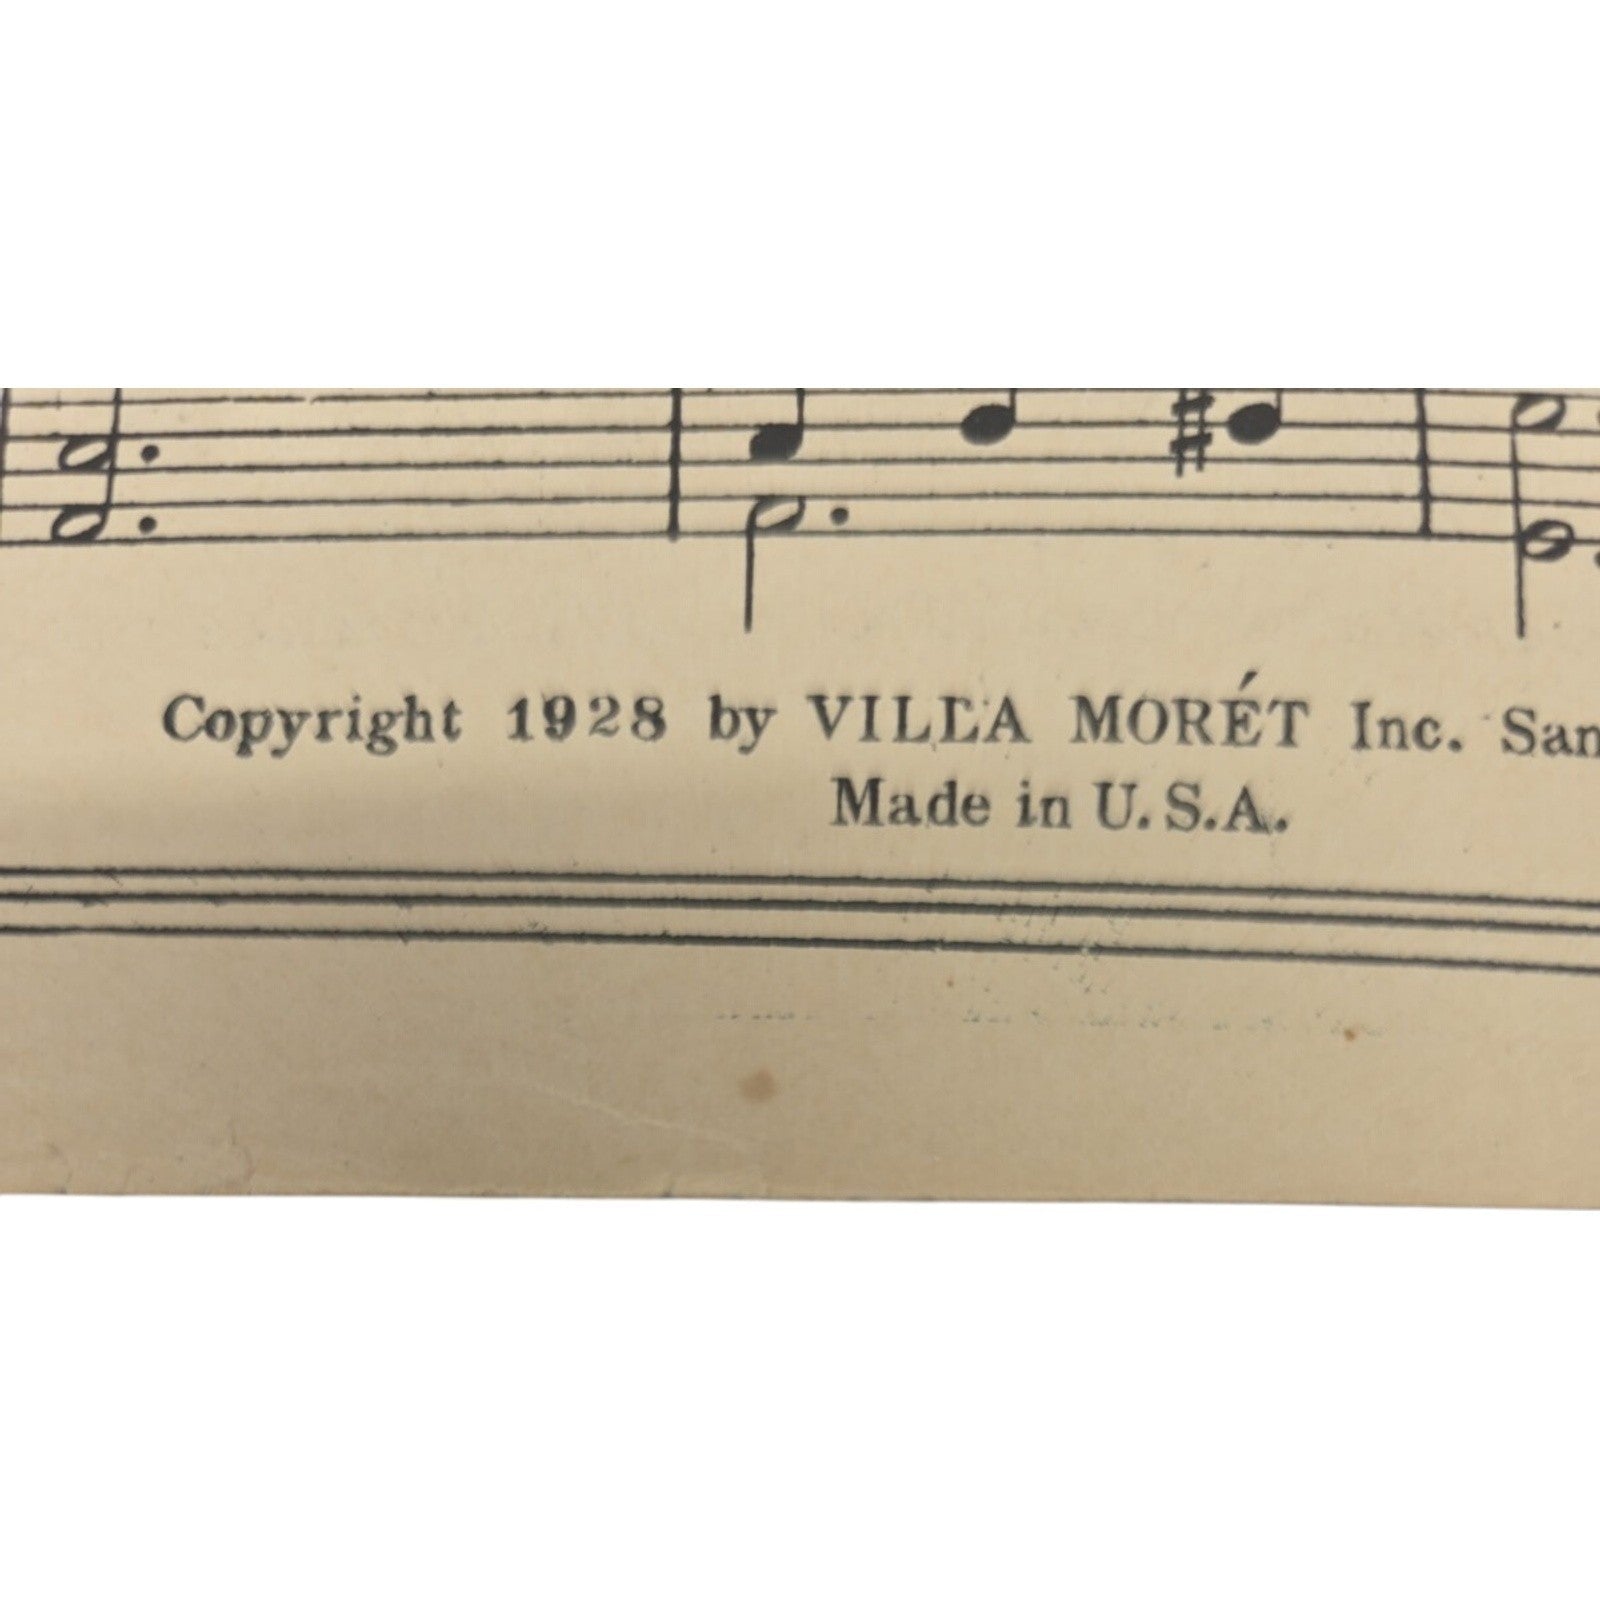 Copyright 1928 by VILLA MORÉT Inc. San
Made in U.S.A.